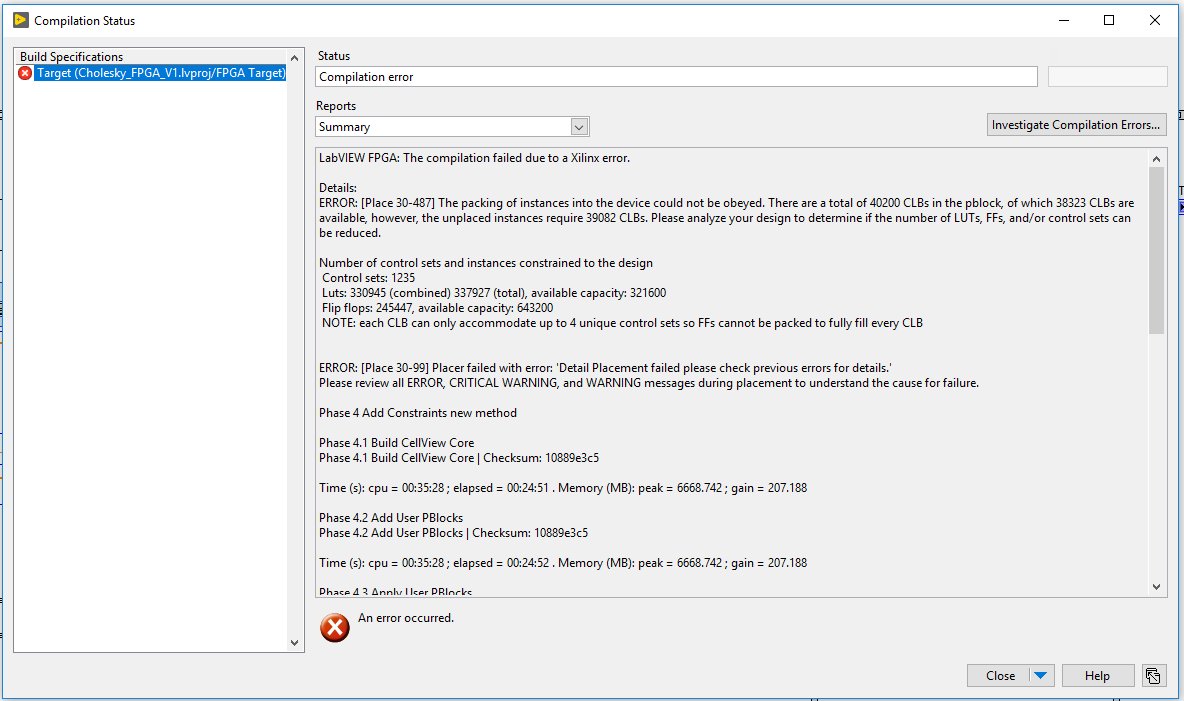 Compilation Status
Build Specifications
Target (Cholesky_FPGA_V1.lvproj/FPGA Target)
Status
Compilation error
Reports
Summary
Investigate Compilation Errors...
LabVIEW FPGA: The compilation failed due to a Xilinx error.
Details:
ERROR: [Place 30-487] The packing of instances into the device could not be obeyed. There are a total of 40200 CLBs in the pblock, of which 38323 CLBs are
available, however, the unplaced instances require 39082 CLBs. Please analyze your design to determine if the number of LUTs, FFs, and/or control sets can
be reduced.
Number of control sets and instances constrained to the design
Control sets: 1235
Luts: 330945 (combined) 337927 (total), available capacity: 321600
Flip flops: 245447, available capacity: 643200
NOTE: each CLB can only accommodate up to 4 unique control sets so FFs cannot be packed to fully fill every CLB
ERROR: [Place 30-99] Placer failed with error: 'Detail Placement failed please check previous errors for details.'
Please review all ERROR, CRITICAL WARNING, and WARNING messages during placement to understand the cause for failure.
Phase 4 Add Constraints new method
Phase 4.1 Build CellView Core
Phase 4.1 Build CellView Core | Checksum: 10889e3c5
Time (s): cpu = 00:35:28 ; elapsed = 00:24:51 . Memory (MB): peak = 6668.742 ; gain = 207.188
Phase 4.2 Add User PBlocks
Phase 4.2 Add User PBlocks | Checksum: 10889e3c5
Time (s): cpu = 00:35:28 ; elapsed = 00:24:52 . Memory (MB): peak = 6668.742 ; gain = 207.188
Phase 4.3 Apply User PBlocks
An error occurred.
Close
Help